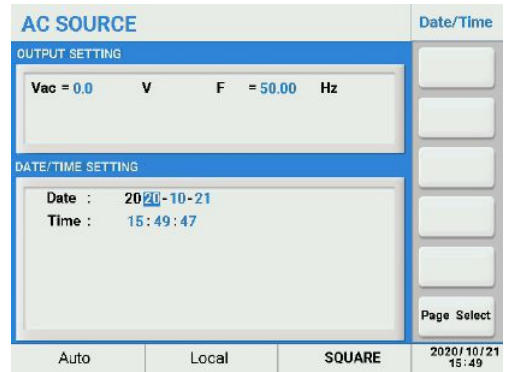 AC SOURCE
Date/Time
OUTPUT SETTING
Vac = 0.0 V F = 50.00 Hz
DATE/TIME SETTING
Date : 2020-10-21
Time : 15:49:47
Page Select
Auto Local SQUARE 2020/10/21
15:49